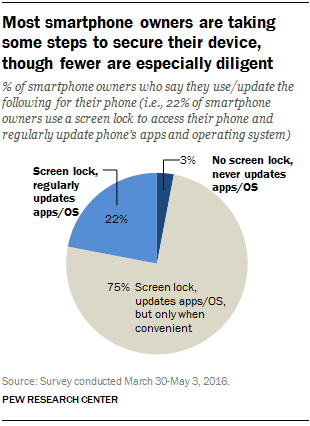 Most smartphone owners are taking
some steps to secure their device,
though fewer are especially diligent
% of smartphone owners who say they use/update the
following for their phone (i.e., 22% of smartphone
owners use a screen lock to access their phone and
regularly update phone's apps and operating system)
Screen lock,
regularly
updates
apps/OS
22%
3%
No screen lock,
never updates
apps/OS
75% Screen lock,
updates apps/OS,
but only when
convenient
Source: Survey conducted March 30-May 3, 2016.
PEW RESEARCH CENTER